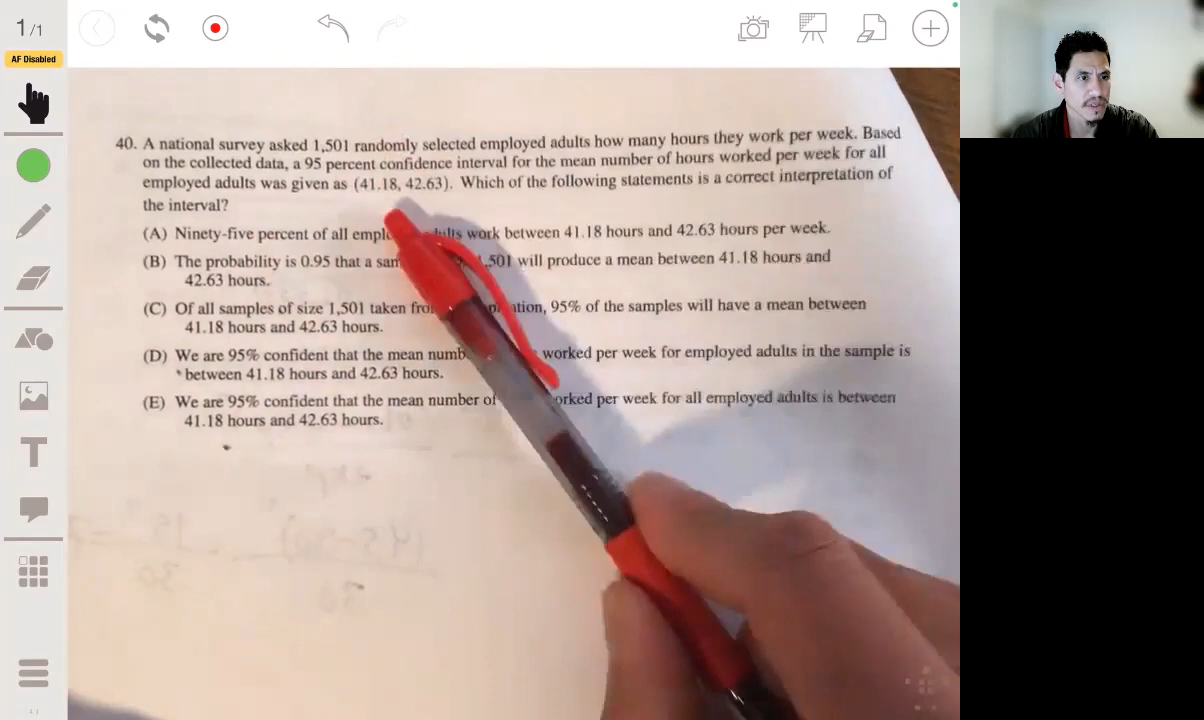 1/1
AF Disabled
40. A national survey asked 1,501 randomly selected employed adults how many hours they work per week. Based
on the collected data, a 95 percent confidence interval for the mean number of hours worked per week for all
employed adults was given as (41.18, 42.63). Which of the following statements is a correct interpretation of
the interval?
(A) Ninety-five percent of all work between 41.18 hours and 42.63 hours per week.
(B) The probability is 0.95 that a will produce a mean between 41.18 hours and
42.63 hours.
(C) Of all samples of size 1,501 taken 95% of the samples will have a mean between
41.18 hours and 42.63 hours.
(D) We are 95% confident that the mean worked per week for employed adults in the sample is
between 41.18 hours and 42.63 hours.
(E) We are 95% confident that the mean number of per week for all employed adults is between
41.18 hours and 42.63 hours.
T